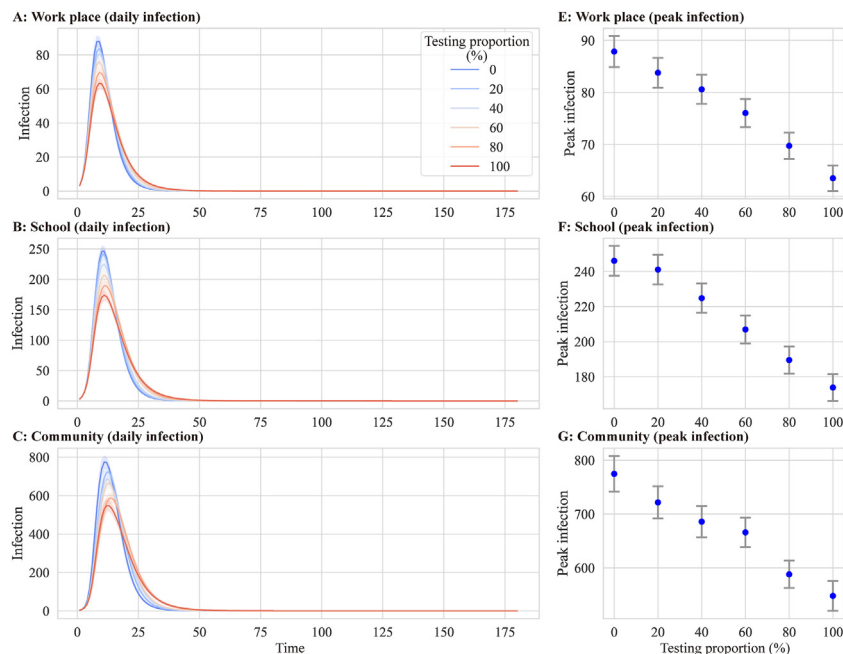 A: Work place (daily infection)
Infection
80
60
40
20
0
0 25 50 75 100 125 150 175
Testing proportion
(%)
0
20
40
60
80
100
B: School (daily infection)
Infection
250
200
150
100
50
0
0 25 50 75 100 125 150 175
C: Community (daily infection)
Infection
800
600
400
200
0
0 25 50 75 100 125 150 175
Time
E: Work place (peak infection)
Peak infection
90
80
70
60
0 20 40 60 80 100
F: School (peak infection)
Peak infection
240
220
200
180
0 20 40 60 80 100
G: Community (peak infection)
Peak infection
800
700
600
0 20 40 60 80 100
Testing proportion (%)